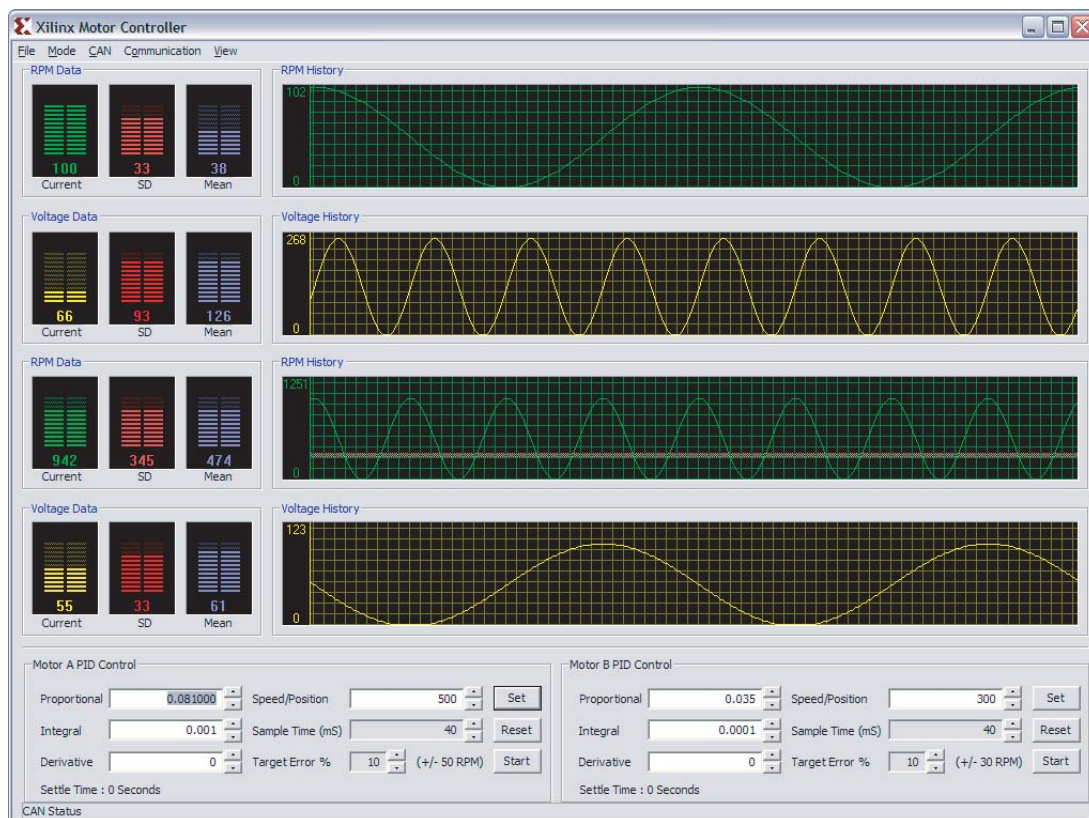 Xilinx Motor Controller
File Mode CAN Communication View
RPM Data
100 33 38
Current SD Mean
RPM History
102
0
Voltage Data
66 93 126
Current SD Mean
Voltage History
268
0
RPM Data
942 345 474
Current SD Mean
RPM History
1251
0
Voltage Data
55 33 61
Current SD Mean
Voltage History
123
0
Motor A PID Control
Proportional 0.081000 Speed/Position 500 Set
Integral 0.001 Sample Time (mS) 40 Reset
Derivative 0 Target Error % 10 (+/- 50 RPM) Start
Settle Time : 0 Seconds
Motor B PID Control
Proportional 0.035 Speed/Position 300 Set
Integral 0.0001 Sample Time (mS) 40 Reset
Derivative 0 Target Error % 10 (+/- 30 RPM) Start
Settle Time : 0 Seconds
CAN Status